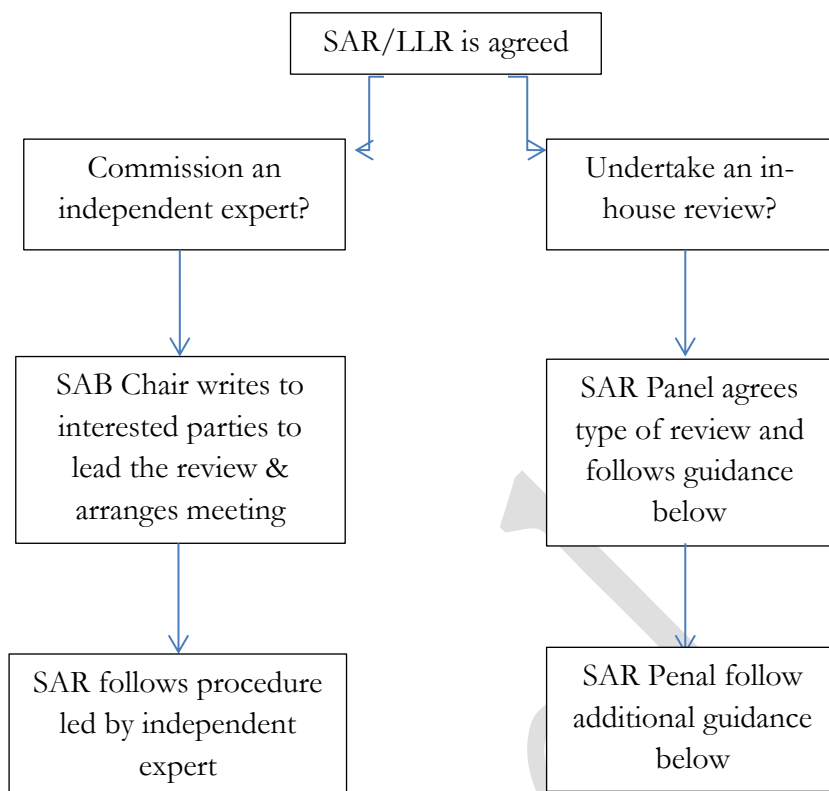 SAR/LLR is agreed
Commission an
independent expert?
Undertake an in-
house review?
SAB Chair writes to
interested parties to
lead the review &
arranges meeting
SAR Panel agrees
type of review and
follows guidance
below
SAR follows procedure
led by independent
expert
SAR Penal follow
additional guidance
below